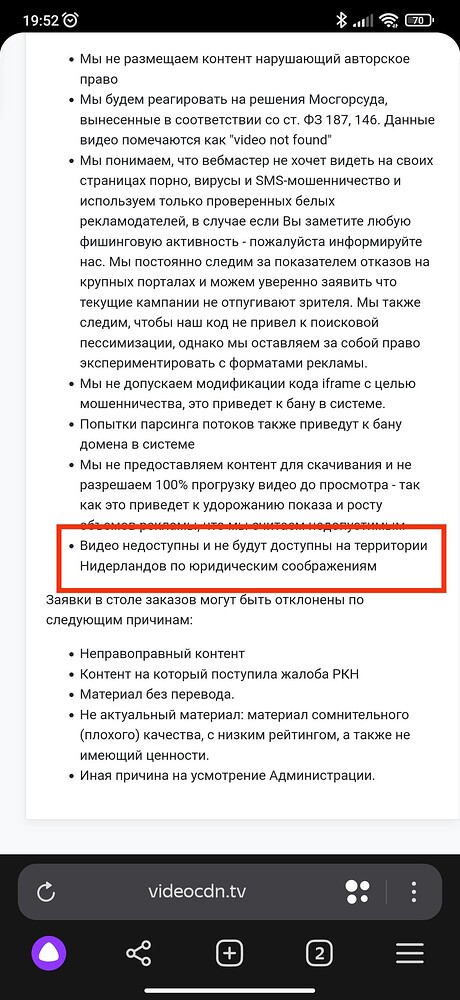 19:52
70
Мы не размещаем контент нарушающий авторское
право
Мы будем реагировать на решения Мосгорсуда,
вынесенные в соответствии со ст. ФЗ 187, 146. Данные
видео помечаются как "video not found"
Мы понимаем, что вебмастер не хочет видеть на своих
страницах порно, вирусы и SMS-мошенничество и
используем только проверенных белых
рекламодателей, в случае если Вы заметите любую
фишинговую активность - пожалуйста информируйте
нас. Мы постоянно следим за показателем отказов на
крупных порталах и можем уверенно заявить что
текущие кампании не отпугивают зрителя. Мы также
следим, чтобы наш код не привел к поисковой
пессимизации, однако мы оставляем за собой право
экспериментировать с форматами рекламы.
Мы не допускаем модификации кода iframe с целью
мошенничества, это приведет к бану в системе.
Попытки парсинга потоков также приведут к бану
домена в системе
Мы не предоставляем контент для скачивания и не
разрешаем 100% прогрузку видео до просмотра - так
как это приведет к удорожанию показа и росту
объемов рекламы, что мы считаем недопустимым
Видео недоступны и не будут доступны на территории
Нидерландов по юридическим соображениям
Заявки в столе заказов могут быть отклонены по
следующим причинам:
Неправоправный контент
Контент на который поступила жалоба РКН
Материал без перевода.
Не актуальный материал: материал сомнительного
(плохого) качества, с низким рейтингом, а также не
имеющий ценности.
Иная причина на усмотрение Администрации.
videocdn.tv
2